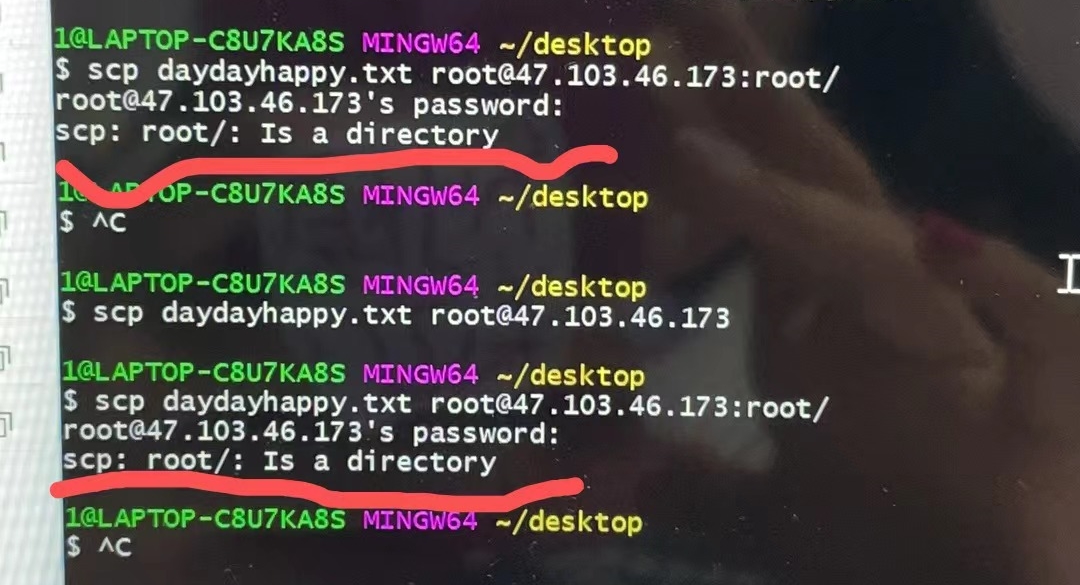 1@LAPTOP-C8U7KA8S MINGW64 ~/desktop
$ scp daydayhappy.txt root@47.103.46.173:root/
root@47.103.46.173's password:
scp: root/: Is a directory
1@LAPTOP-C8U7KA8S MINGW64 ~/desktop
$ ^C
1@LAPTOP-C8U7KA8S MINGW64 ~/desktop
$ scp daydayhappy.txt root@47.103.46.173
1@LAPTOP-C8U7KA8S MINGW64 ~/desktop
$ scp daydayhappy.txt root@47.103.46.173:root/
root@47.103.46.173's password:
scp: root/: Is a directory
1@LAPTOP-C8U7KA8S MINGW64 ~/desktop
$ ^C